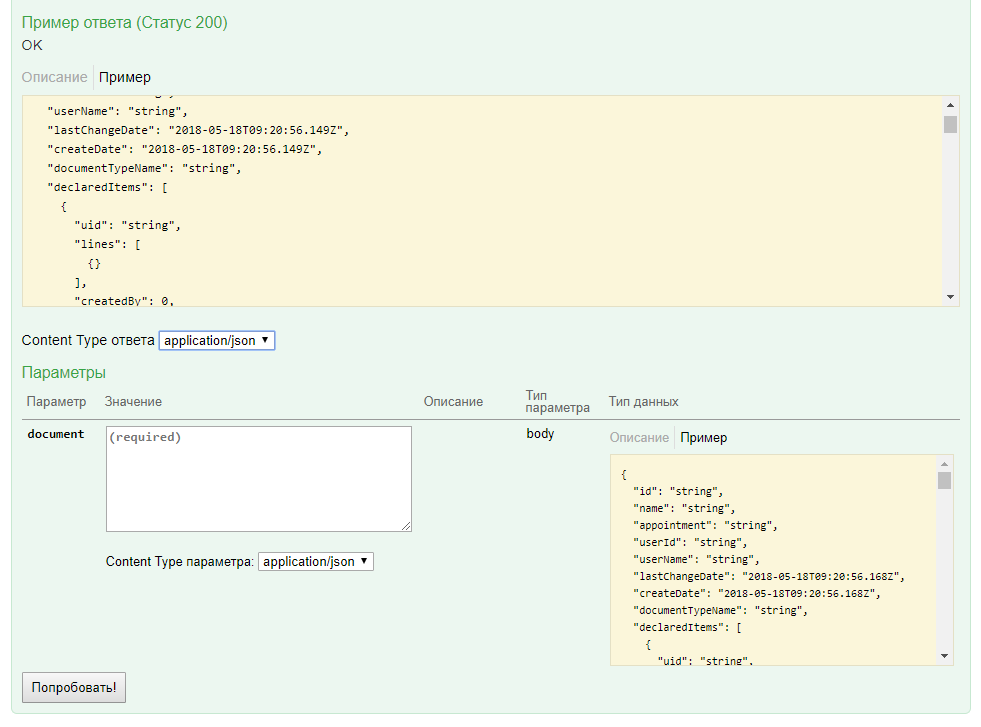 Пример ответа (Статус 200)
OK
Описание Пример
"userName": "string",
"lastChangeDate": "2018-05-18T09:20:56.149Z",
"createDate": "2018-05-18T09:20:56.149Z",
"documentTypeName": "string",
"declaredItems": [
{
"uid": "string",
"lines": [
{}
],
"createdBy": 0,
Content Type ответа application/json
Параметры
Параметр Значение Описание Тип параметра Тип данных
document (required) body Описание Пример
{
"id": "string",
"name": "string",
"appointment": "string",
"userId": "string",
"userName": "string",
"lastChangeDate": "2018-05-18T09:20:56.168Z",
"createDate": "2018-05-18T09:20:56.168Z",
"documentTypeName": "string",
"declaredItems": [
{
"uid": "string",
Content Type параметра: application/json
Попробовать!